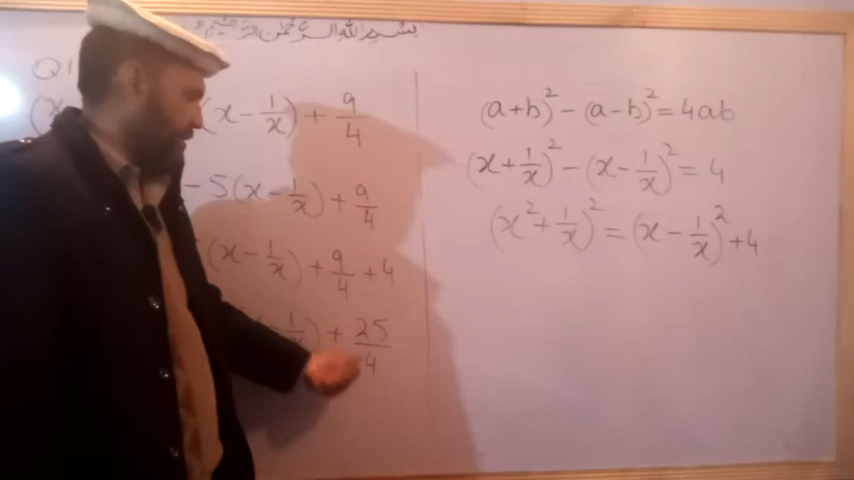 بسم الله الرحمن الرحيم
Q1
(x (x - 1/x) + 9/4
- 5(x - 1/x) + 9/4
(x - 1/x) + 9/4 + 4
1/x) + 25/4
(a+b)² - (a-b)² = 4ab
(x + 1/x)² - (x - 1/x)² = 4
(x² + 1/x)² = (x - 1/x)² + 4